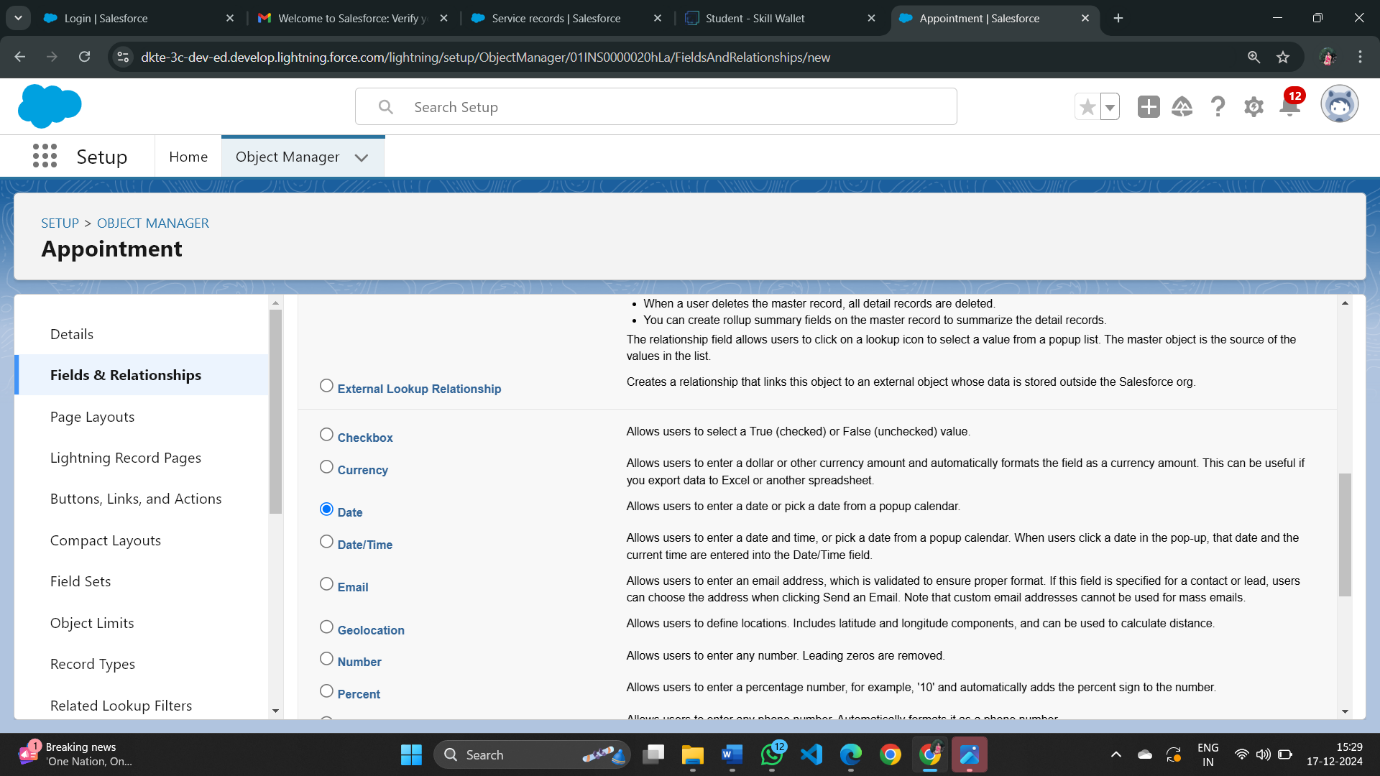 Login | Salesforce
Welcome to Salesforce: Verify y
Service records | Salesforce
Student - Skill Wallet
Appointment | Salesforce
dkte-3c-dev-ed.develop.lightning.force.com/lightning/setup/ObjectManager/01INS0000020hLa/FieldsAndRelationships/new
Search Setup
12
Setup
Home
Object Manager
SETUP > OBJECT MANAGER
Appointment
Details
Fields & Relationships
Page Layouts
Lightning Record Pages
Buttons, Links, and Actions
Compact Layouts
Field Sets
Object Limits
Record Types
Related Lookup Filters
• When a user deletes the master record, all detail records are deleted.
• You can create rollup summary fields on the master record to summarize the detail records.
The relationship field allows users to click on a lookup icon to select a value from a popup list. The master object is the source of the
values in the list.
External Lookup Relationship
Creates a relationship that links this object to an external object whose data is stored outside the Salesforce org.
Checkbox
Allows users to select a True (checked) or False (unchecked) value.
Currency
Allows users to enter a dollar or other currency amount and automatically formats the field as a currency amount. This can be useful if
you export data to Excel or another spreadsheet.
Date
Allows users to enter a date or pick a date from a popup calendar.
Date/Time
Allows users to enter a date and time, or pick a date from a popup calendar. When users click a date in the pop-up, that date and the
current time are entered into the Date/Time field.
Email
Allows users to enter an email address, which is validated to ensure proper format. If this field is specified for a contact or lead, users
can choose the address when clicking Send an Email. Note that custom email addresses cannot be used for mass emails.
Geolocation
Allows users to define locations. Includes latitude and longitude components, and can be used to calculate distance.
Number
Allows users to enter any number. Leading zeros are removed.
Percent
Allows users to enter a percentage number, for example, '10' and automatically adds the percent sign to the number.
Allows users to enter any phone number. Automatically formats it as a phone number.
1
Breaking news
'One Nation, On...
Search
12
ENG
IN
15:29
17-12-2024